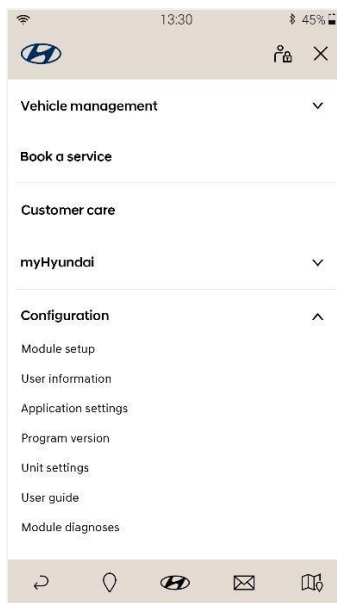 13:30
45%
Vehicle management
Book a service
Customer care
myHyundai
Configuration
Module setup
User information
Application settings
Program version
Unit settings
User guide
Module diagnoses